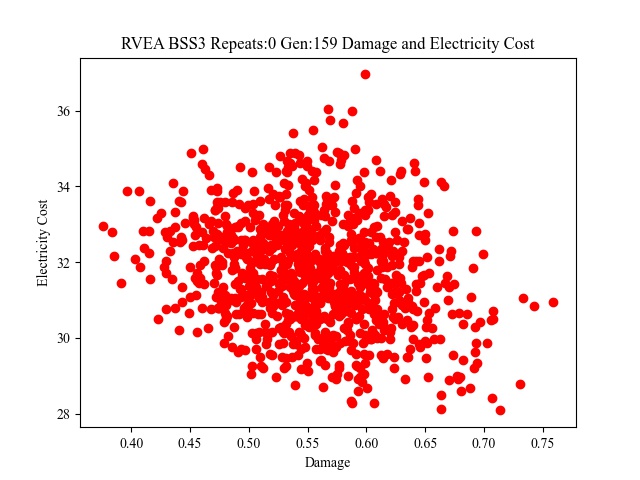 RVEA BSS3 Repeats:0 Gen:159 Damage and Electricity Cost
Electricity Cost
36
34
32
30
28
0.40 0.45 0.50 0.55 0.60 0.65 0.70 0.75
Damage